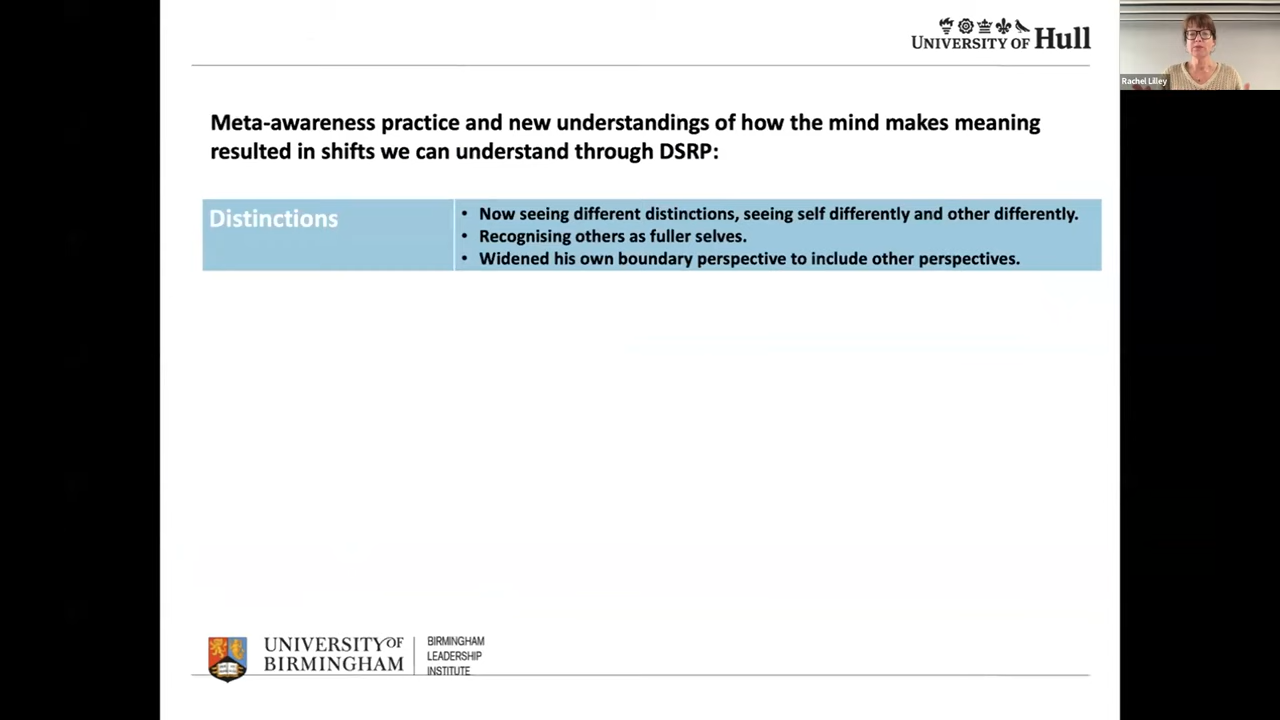 UNIVERSITY OF Hull
Rachel Lilley
Meta-awareness practice and new understandings of how the mind makes meaning
resulted in shifts we can understand through DSRP:
Distinctions
• Now seeing different distinctions, seeing self differently and other differently.
• Recognising others as fuller selves.
• Widened his own boundary perspective to include other perspectives.
UNIVERSITY OF
BIRMINGHAM
BIRMINGHAM
LEADERSHIP
INSTITUTE